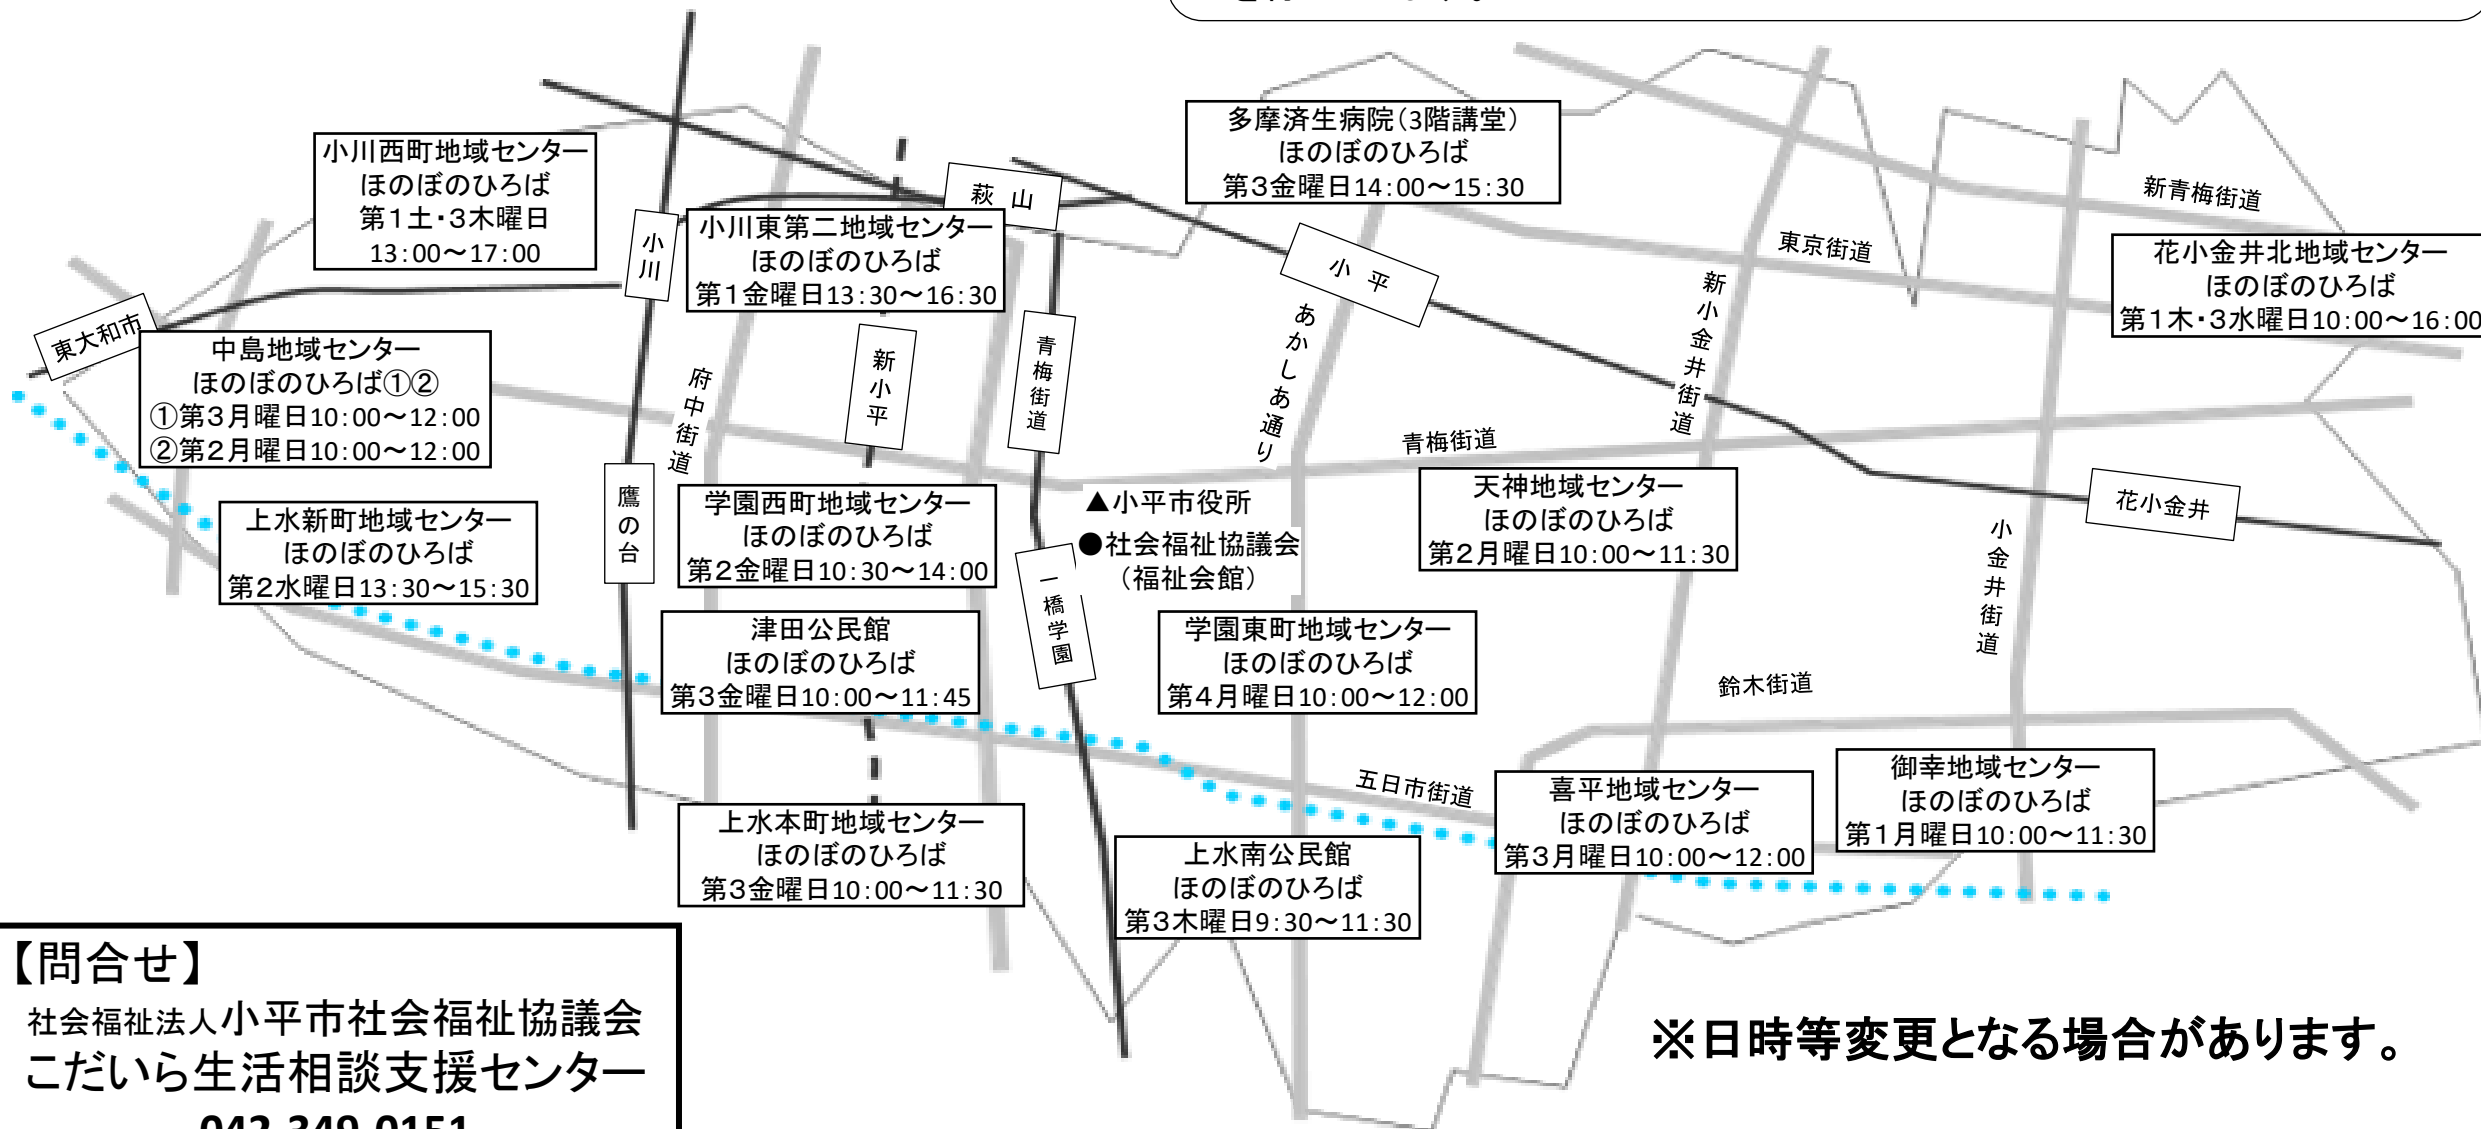 小川西町地域センター
ほのぼのひろば
第1土・3木曜日
13:00～17:00
多摩済生病院(3階講堂)
ほのぼのひろば
第3金曜日14:00～15:30
小川東第二地域センター
ほのぼのひろば
第1金曜日13:30～16:30
花小金井北地域センター
ほのぼのひろば
第1木・3水曜日10:00～16:00
中島地域センター
ほのぼのひろば①②
①第3月曜日10:00～12:00
②第2月曜日10:00～12:00
上水新町地域センター
ほのぼのひろば
第2水曜日13:30～15:30
学園西町地域センター
ほのぼのひろば
第2金曜日10:30～14:00
▲小平市役所
●社会福祉協議会
(福祉会館)
天神地域センター
ほのぼのひろば
第2月曜日10:00～11:30
津田公民館
ほのぼのひろば
第3金曜日10:00～11:45
学園東町地域センター
ほのぼのひろば
第4月曜日10:00～12:00
上水本町地域センター
ほのぼのひろば
第3金曜日10:00～11:30
上水南公民館
ほのぼのひろば
第3木曜日9:30～11:30
喜平地域センター
ほのぼのひろば
第3月曜日10:00～12:00
御幸地域センター
ほのぼのひろば
第1月曜日10:00～11:30
東大和市
小川
萩山
小平
新小平
青梅街道
鷹の台
一橋学園
花小金井
府中街道
あかしあ通り
新小金井街道
小金井街道
新青梅街道
東京街道
青梅街道
鈴木街道
五日市街道
【問合せ】
社会福祉法人小平市社会福祉協議会
こだいら生活相談支援センター
042-349-0151
※日時等変更となる場合があります。